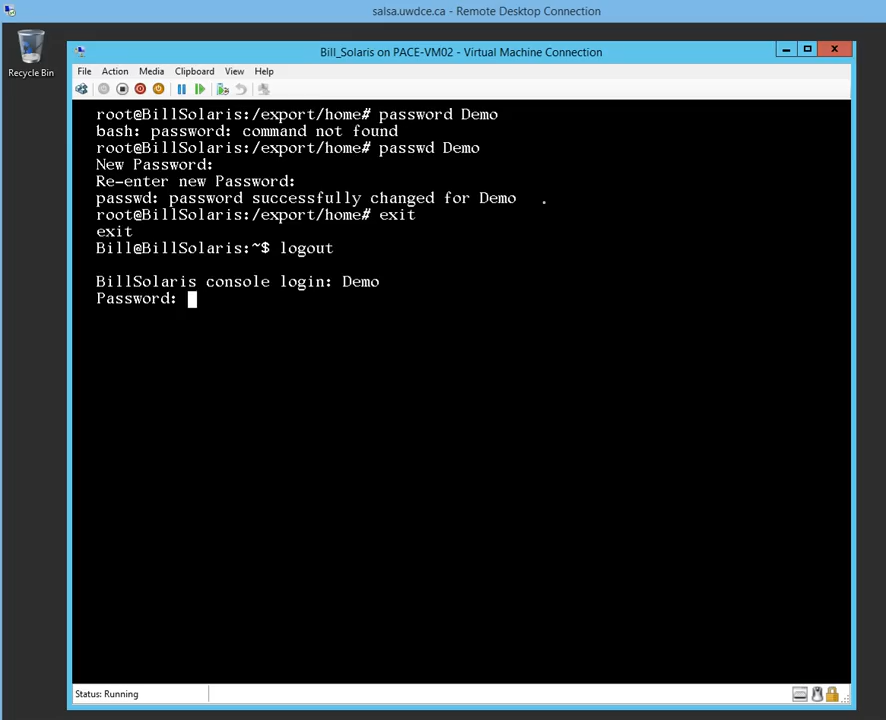 salsa.uwdce.ca - Remote Desktop Connection
Recycle Bin
Bill_Solaris on PACE-VM02 - Virtual Machine Connection
File Action Media Clipboard View Help
root@BillSolaris:/export/home# password Demo
bash: password: command not found
root@BillSolaris:/export/home# passwd Demo
New Password:
Re-enter new Password:
passwd: password successfully changed for Demo
root@BillSolaris:/export/home# exit
exit
Bill@BillSolaris:~$ logout
BillSolaris console login: Demo
Password:
Status: Running